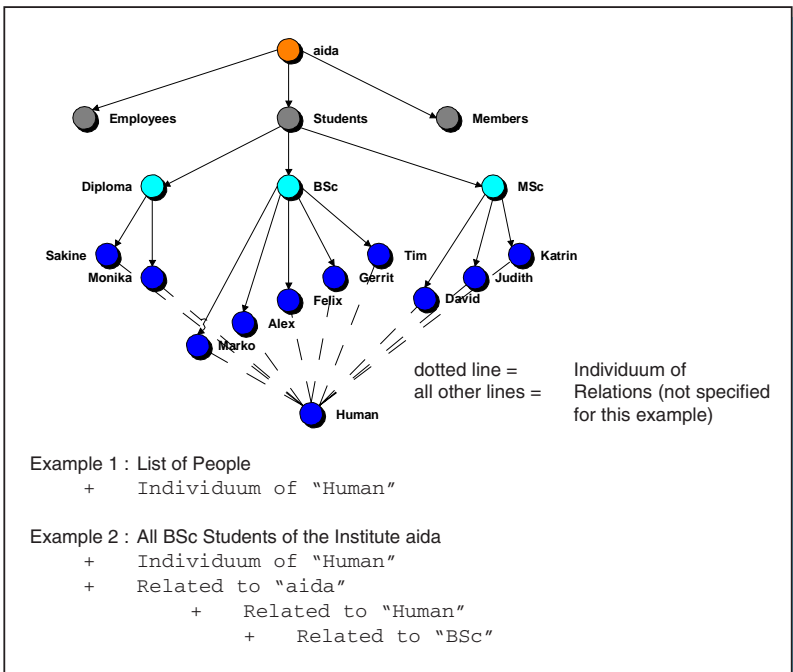 aida
Employees
Students
Members
Diploma
BSc
MSc
Sakine
Tim
Katrin
Monika
Gerrit
Judith
Felix
David
Alex
Marko
dotted line = Individuum of
all other lines = Relations (not specified
for this example)
Human
Example 1 : List of People
+ Individuum of “Human”
Example 2 : All BSc Students of the Institute aida
+ Individuum of “Human”
+ Related to “aida”
+ Related to “Human”
+ Related to “BSc”